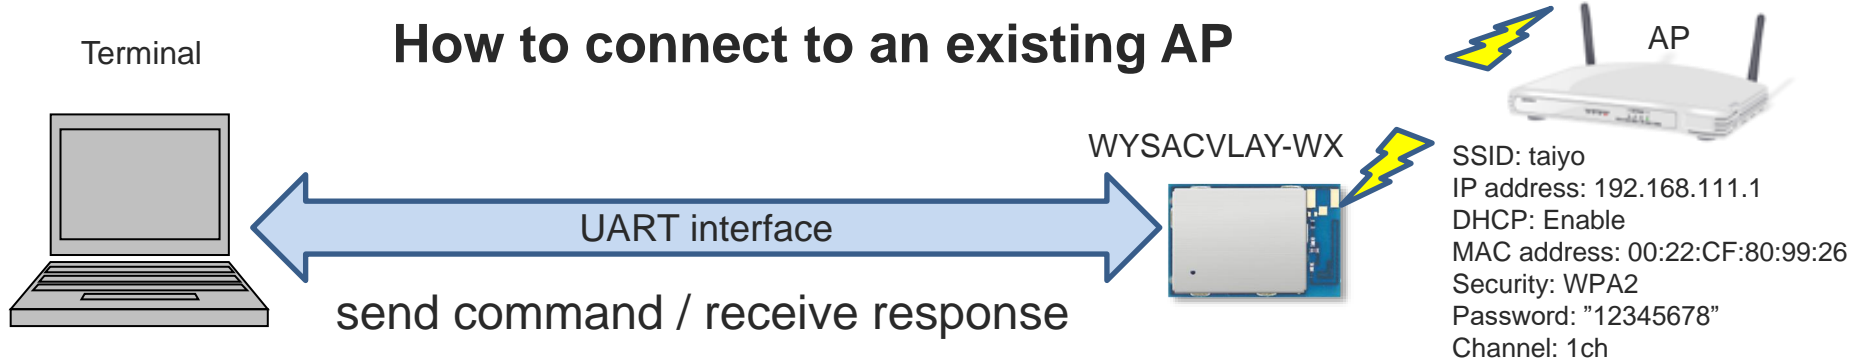 Terminal
How to connect to an existing AP
AP
WYSACVLAY-WX
UART interface
send command / receive response
SSID: taiyo
IP address: 192.168.111.1
DHCP: Enable
MAC address: 00:22:CF:80:99:26
Security: WPA2
Password: ”12345678”
Channel: 1ch